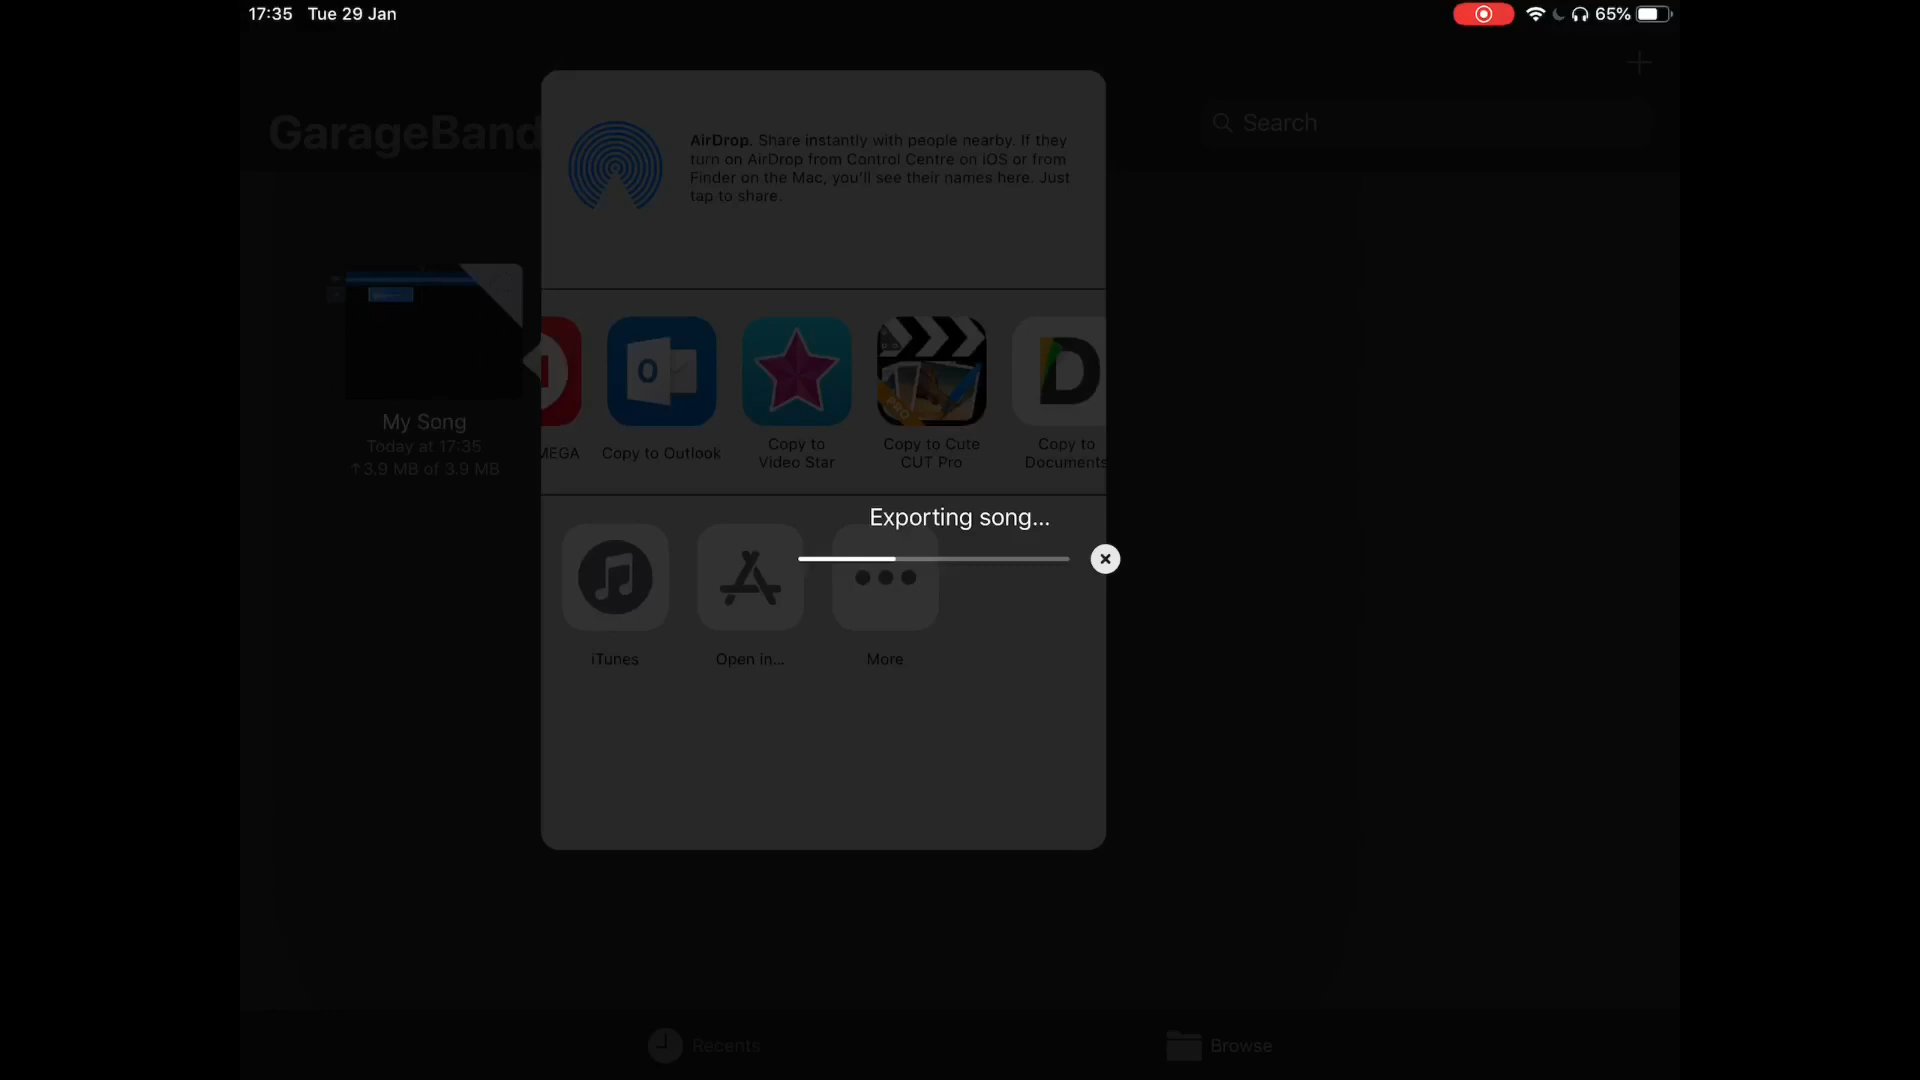 17:35 Tue 29 Jan
65%
GarageBand
Search
AirDrop. Share instantly with people nearby. If they
turn on AirDrop from Control Centre on iOS or from
Finder on the Mac, you'll see their names here. Just
tap to share.
My Song
Today at 17:35
↑3.9 MB of 3.9 MB
MEGA
Copy to Outlook
Copy to
Video Star
PRO
Copy to Cute
CUT Pro
Copy to
Documents
Exporting song...
iTunes
Open in...
More
Recents
Browse